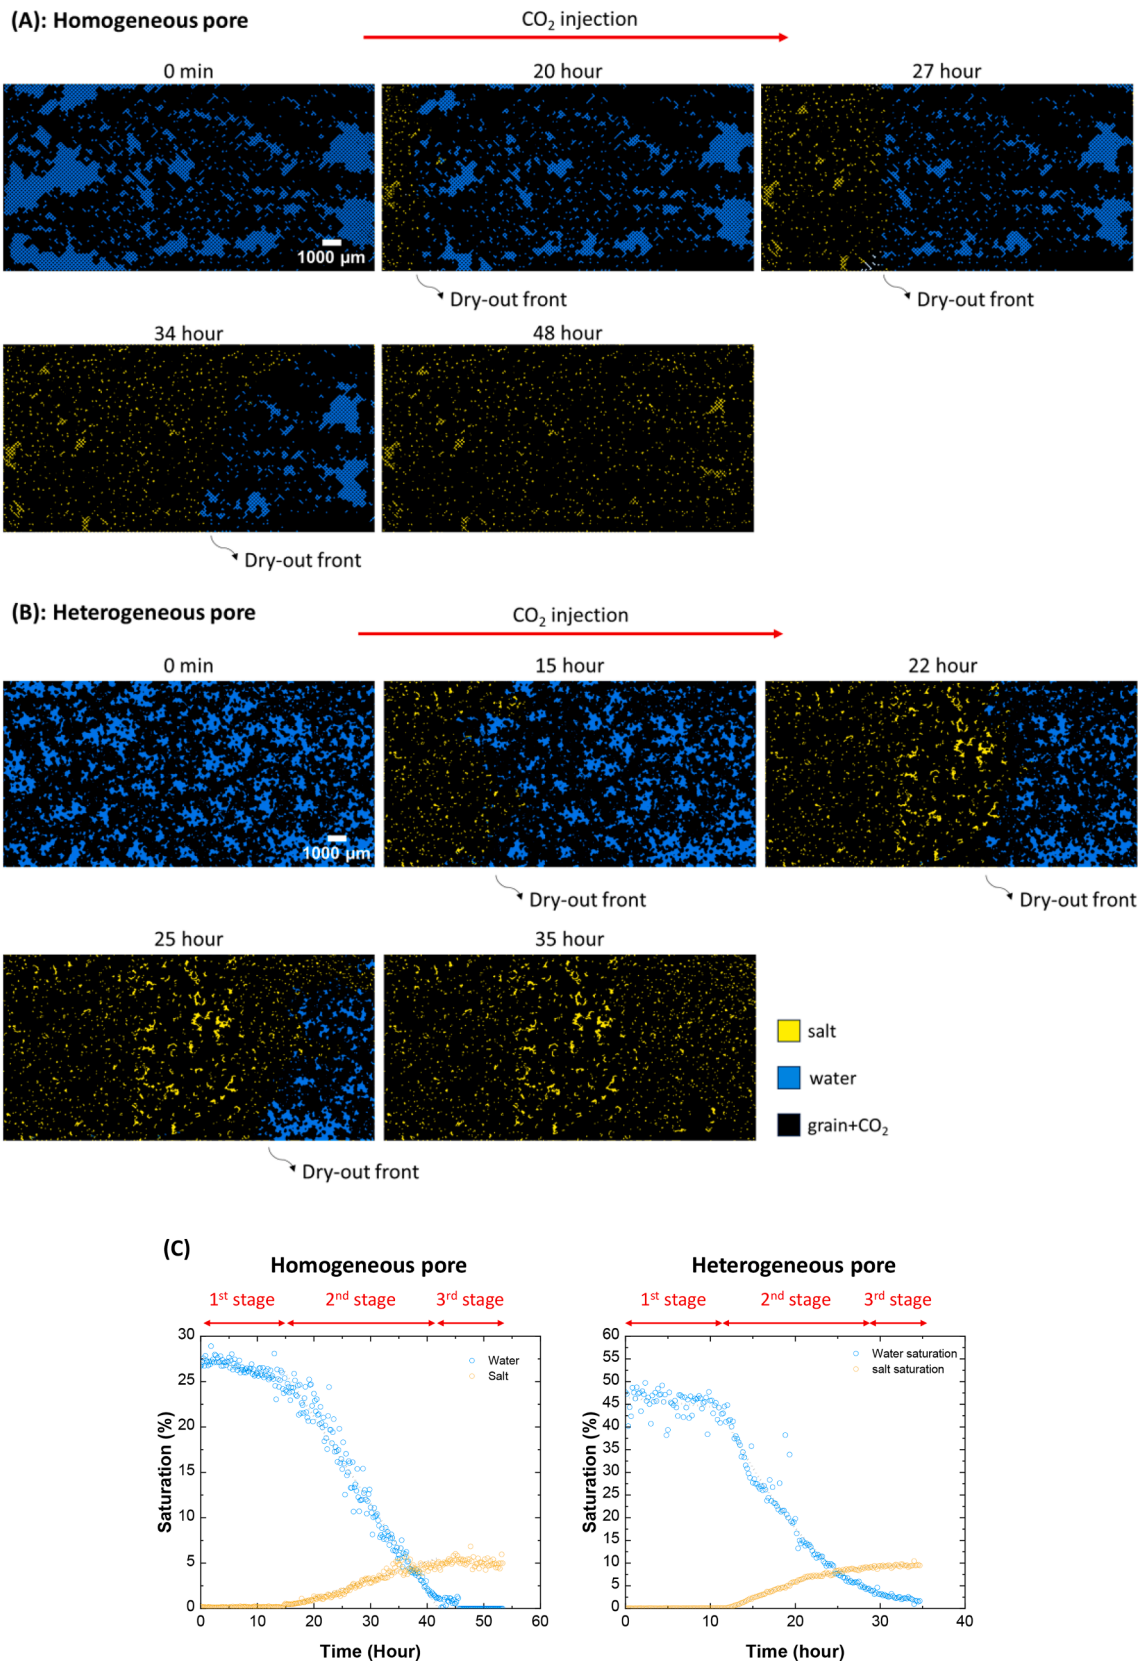 (A): Homogeneous pore
CO2 injection
0 min
20 hour
27 hour
1000 µm
Dry-out front
Dry-out front
34 hour
48 hour
Dry-out front
(B): Heterogeneous pore
CO2 injection
0 min
15 hour
22 hour
1000 µm
Dry-out front
Dry-out front
25 hour
35 hour
salt
water
grain+CO2
Dry-out front
(C)
Homogeneous pore
1st stage
2nd stage
3rd stage
30
25
20
15
10
5
0
Saturation (%)
Water
Salt
0 10 20 30 40 50 60
Time (Hour)
Heterogeneous pore
1st stage
2nd stage
3rd stage
60
55
50
45
40
35
30
25
20
15
10
5
0
Saturation (%)
Water saturation
salt saturation
0 10 20 30 40
Time (hour)